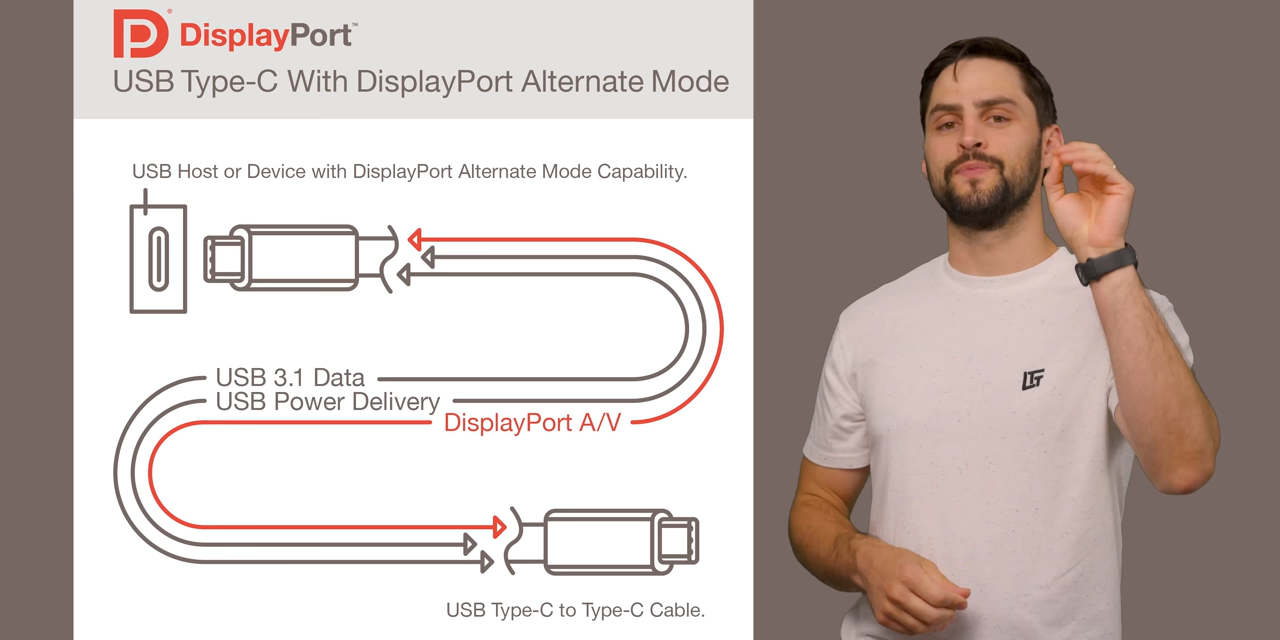 DisplayPort™
USB Type-C With DisplayPort Alternate Mode
USB Host or Device with DisplayPort Alternate Mode Capability.
USB 3.1 Data
USB Power Delivery
DisplayPort A/V
USB Type-C to Type-C Cable.
LTT